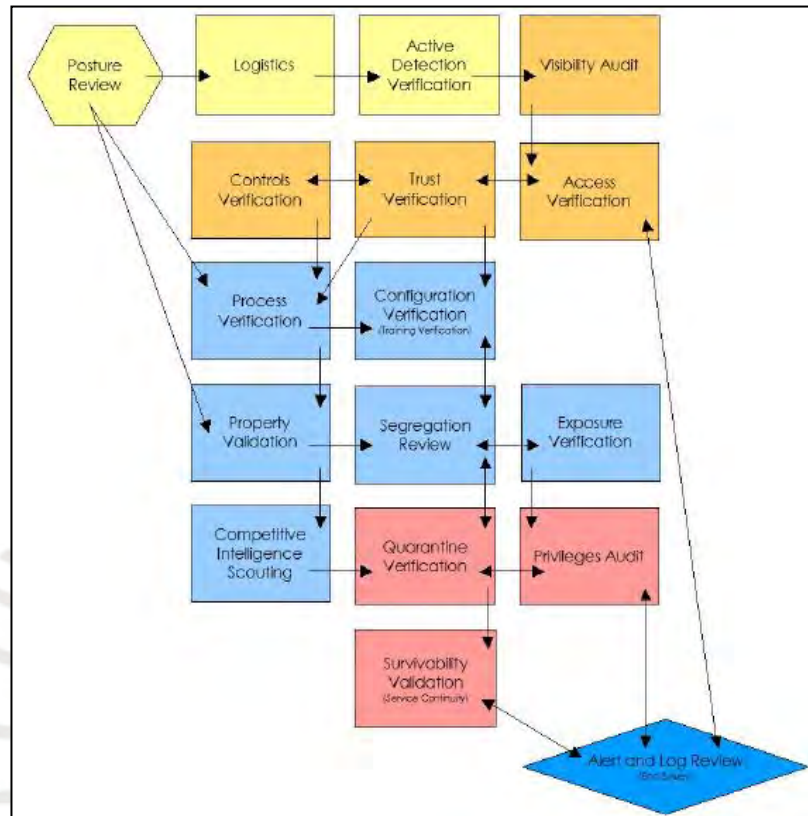 Posture
Review
Logistics
Active
Detection
Verification
Visibility Audit
Controls
Verification
Trust
Verification
Access
Verification
Process
Verification
Configuration
Verification
(Training Verification)
Property
Validation
Segregation
Review
Exposure
Verification
Competitive
Intelligence
Scouting
Quarantine
Verification
Privileges Audit
Survivability
Validation
(Service Continuity)
Alert and Log Review